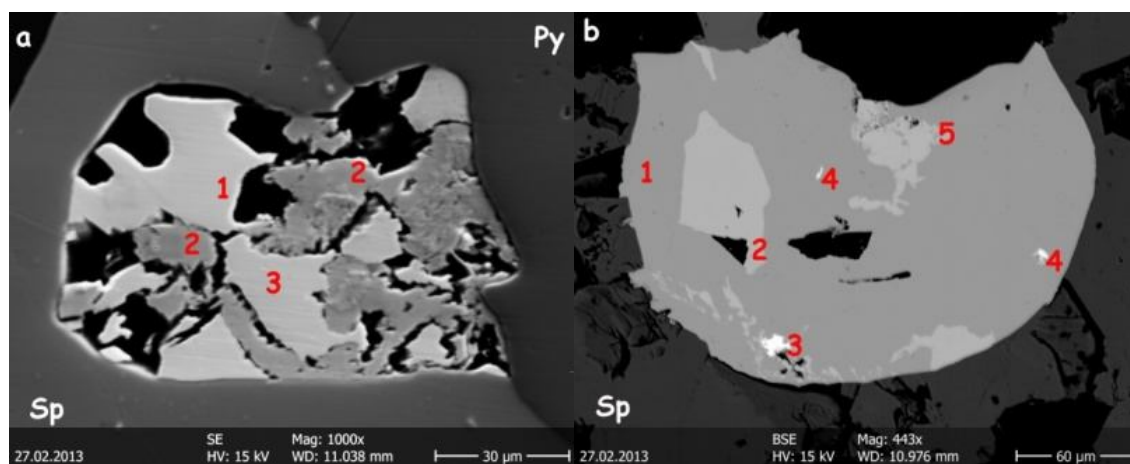 a
Py
1
2
2
3
Sp
SE Mag: 1000x
27.02.2013 HV: 15 kV WD: 11.038 mm 30 µm
b
1
4
5
2
4
3
Sp
BSE Mag: 443x
27.02.2013 HV: 15 kV WD: 10.976 mm 60 µm